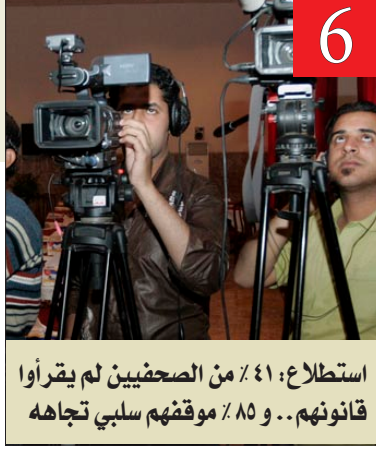 6
استطلاع: ٤١ ٪ من الصحفيين لم يقرأوا
قانونهم.. و ٨٥ ٪ موقفهم سلبي تجاهه